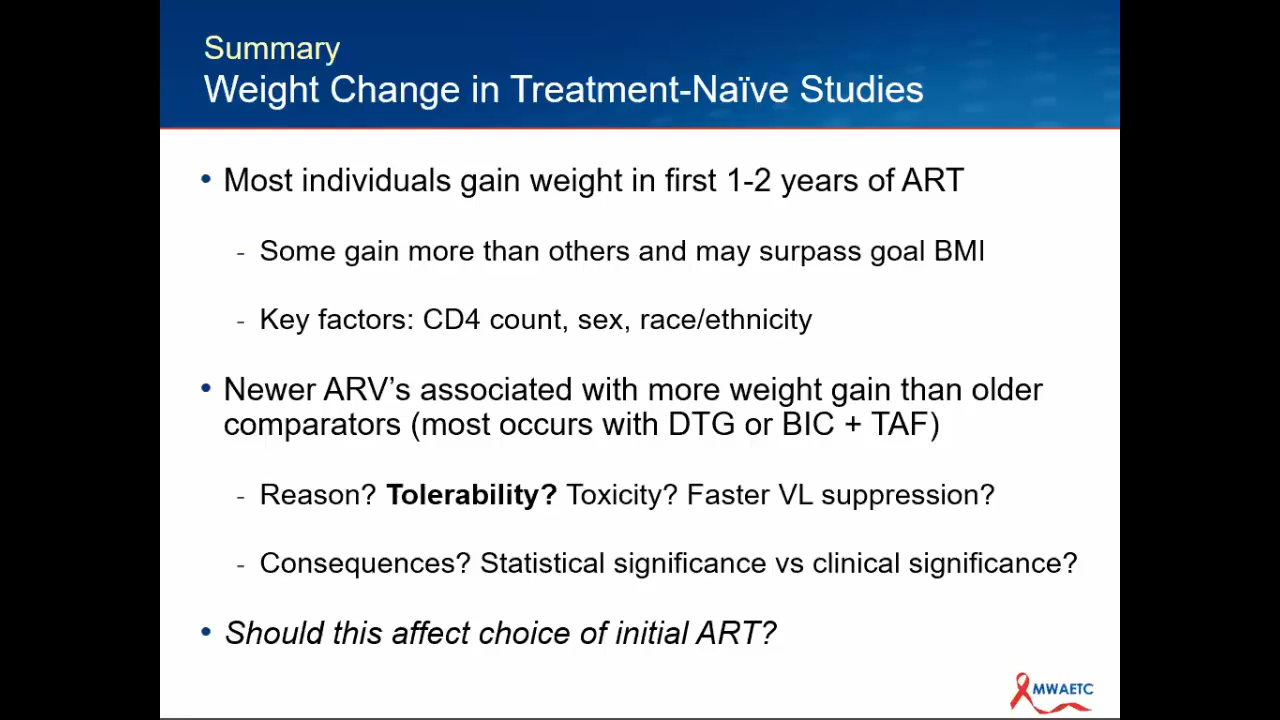 Summary
Weight Change in Treatment-Naïve Studies
• Most individuals gain weight in first 1-2 years of ART
- Some gain more than others and may surpass goal BMI
- Key factors: CD4 count, sex, race/ethnicity
• Newer ARV’s associated with more weight gain than older
comparators (most occurs with DTG or BIC + TAF)
- Reason? Tolerability? Toxicity? Faster VL suppression?
- Consequences? Statistical significance vs clinical significance?
• Should this affect choice of initial ART?
MWAETC